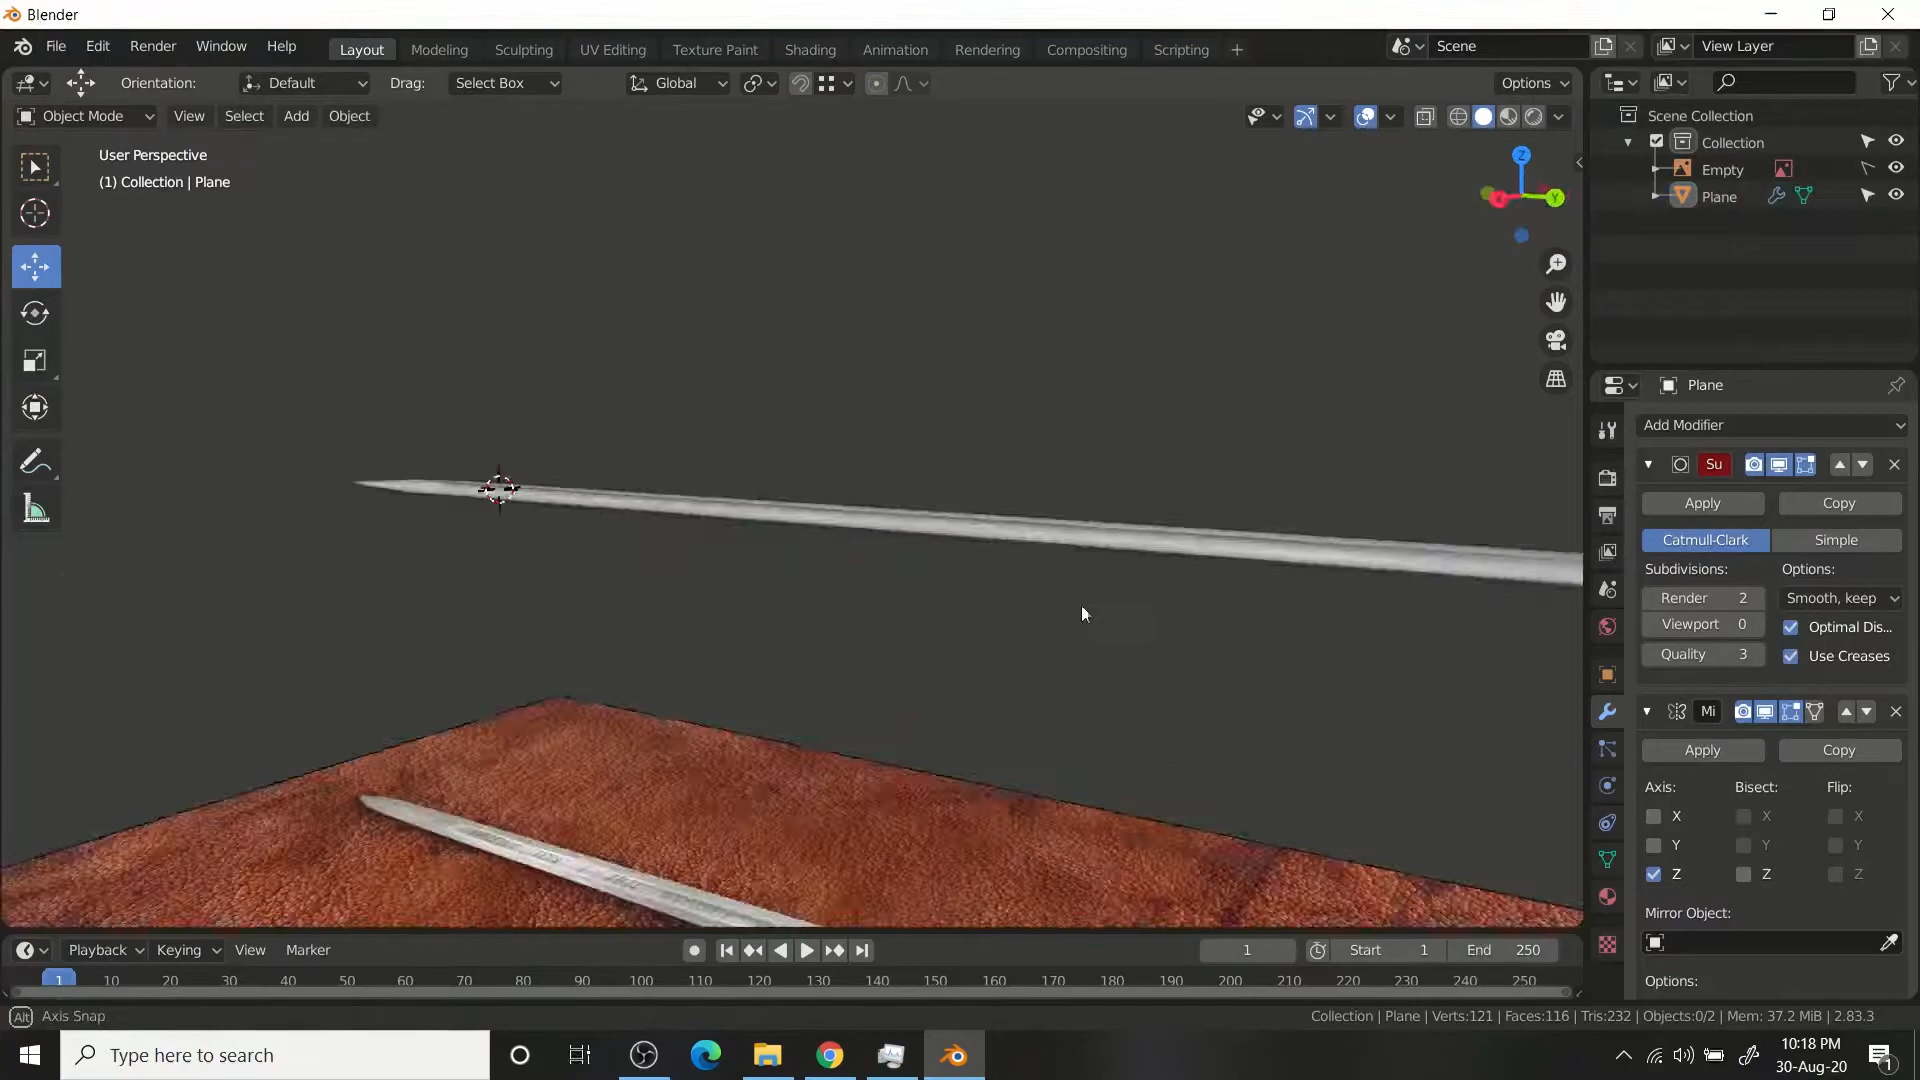 Blender
File Edit Render Window Help Layout Modeling Sculpting UV Editing Texture Paint Shading Animation Rendering Compositing Scripting + Scene View Layer
Orientation: Default Drag: Select Box Global Options
Object Mode View Select Add Object
User Perspective
(1) Collection | Plane
Z
X
Y
Scene Collection
Collection
Empty
Plane
Plane
Add Modifier
Su
Apply Copy
Catmull-Clark Simple
Subdivisions: Options:
Render 2 Smooth, keep
Viewport 0 Optimal Dis...
Quality 3 Use Creases
Mi
Apply Copy
Axis: Bisect: Flip:
X X X
Y Y Y
Z Z Z
Mirror Object:
Options:
Playback Keying View Marker 1 Start 1 End 250
1 10 20 30 40 50 60 70 80 90 100 110 120 130 140 150 160 170 180 190 200 210 220 230 240 250
Alt Axis Snap Collection | Plane | Verts:121 | Faces:116 | Tris:232 | Objects:0/2 | Mem: 37.2 MiB | 2.83.3
Type here to search
10:18 PM
30-Aug-20
1